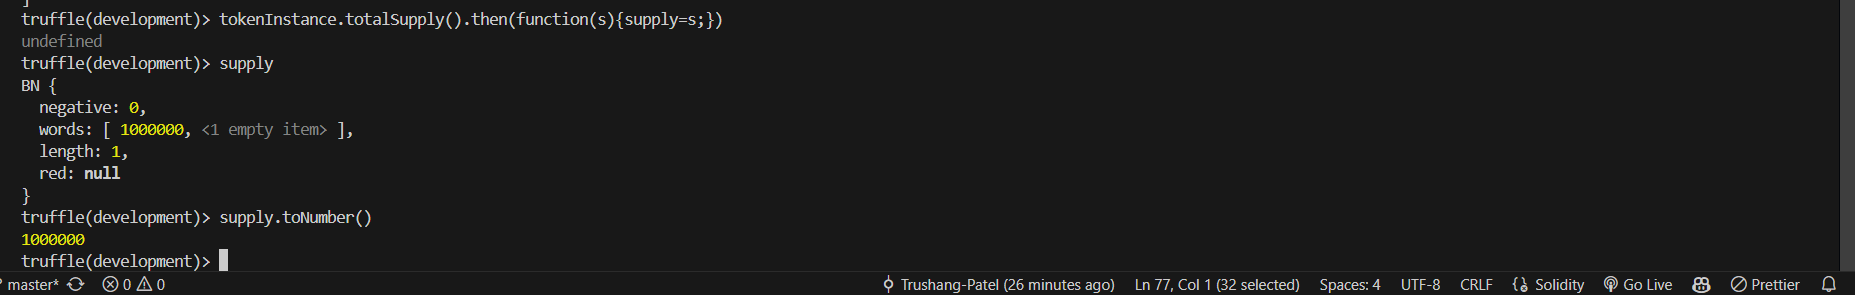 ]
truffle(development)> tokenInstance.totalSupply().then(function(s){supply=s;})
undefined
truffle(development)> supply
BN {
  negative: 0,
  words: [ 1000000, <1 empty item> ],
  length: 1,
  red: null
}
truffle(development)> supply.toNumber()
1000000
truffle(development)>
master* 0 0 Trushang-Patel (26 minutes ago) Ln 77, Col 1 (32 selected) Spaces: 4 UTF-8 CRLF Solidity Go Live Prettier